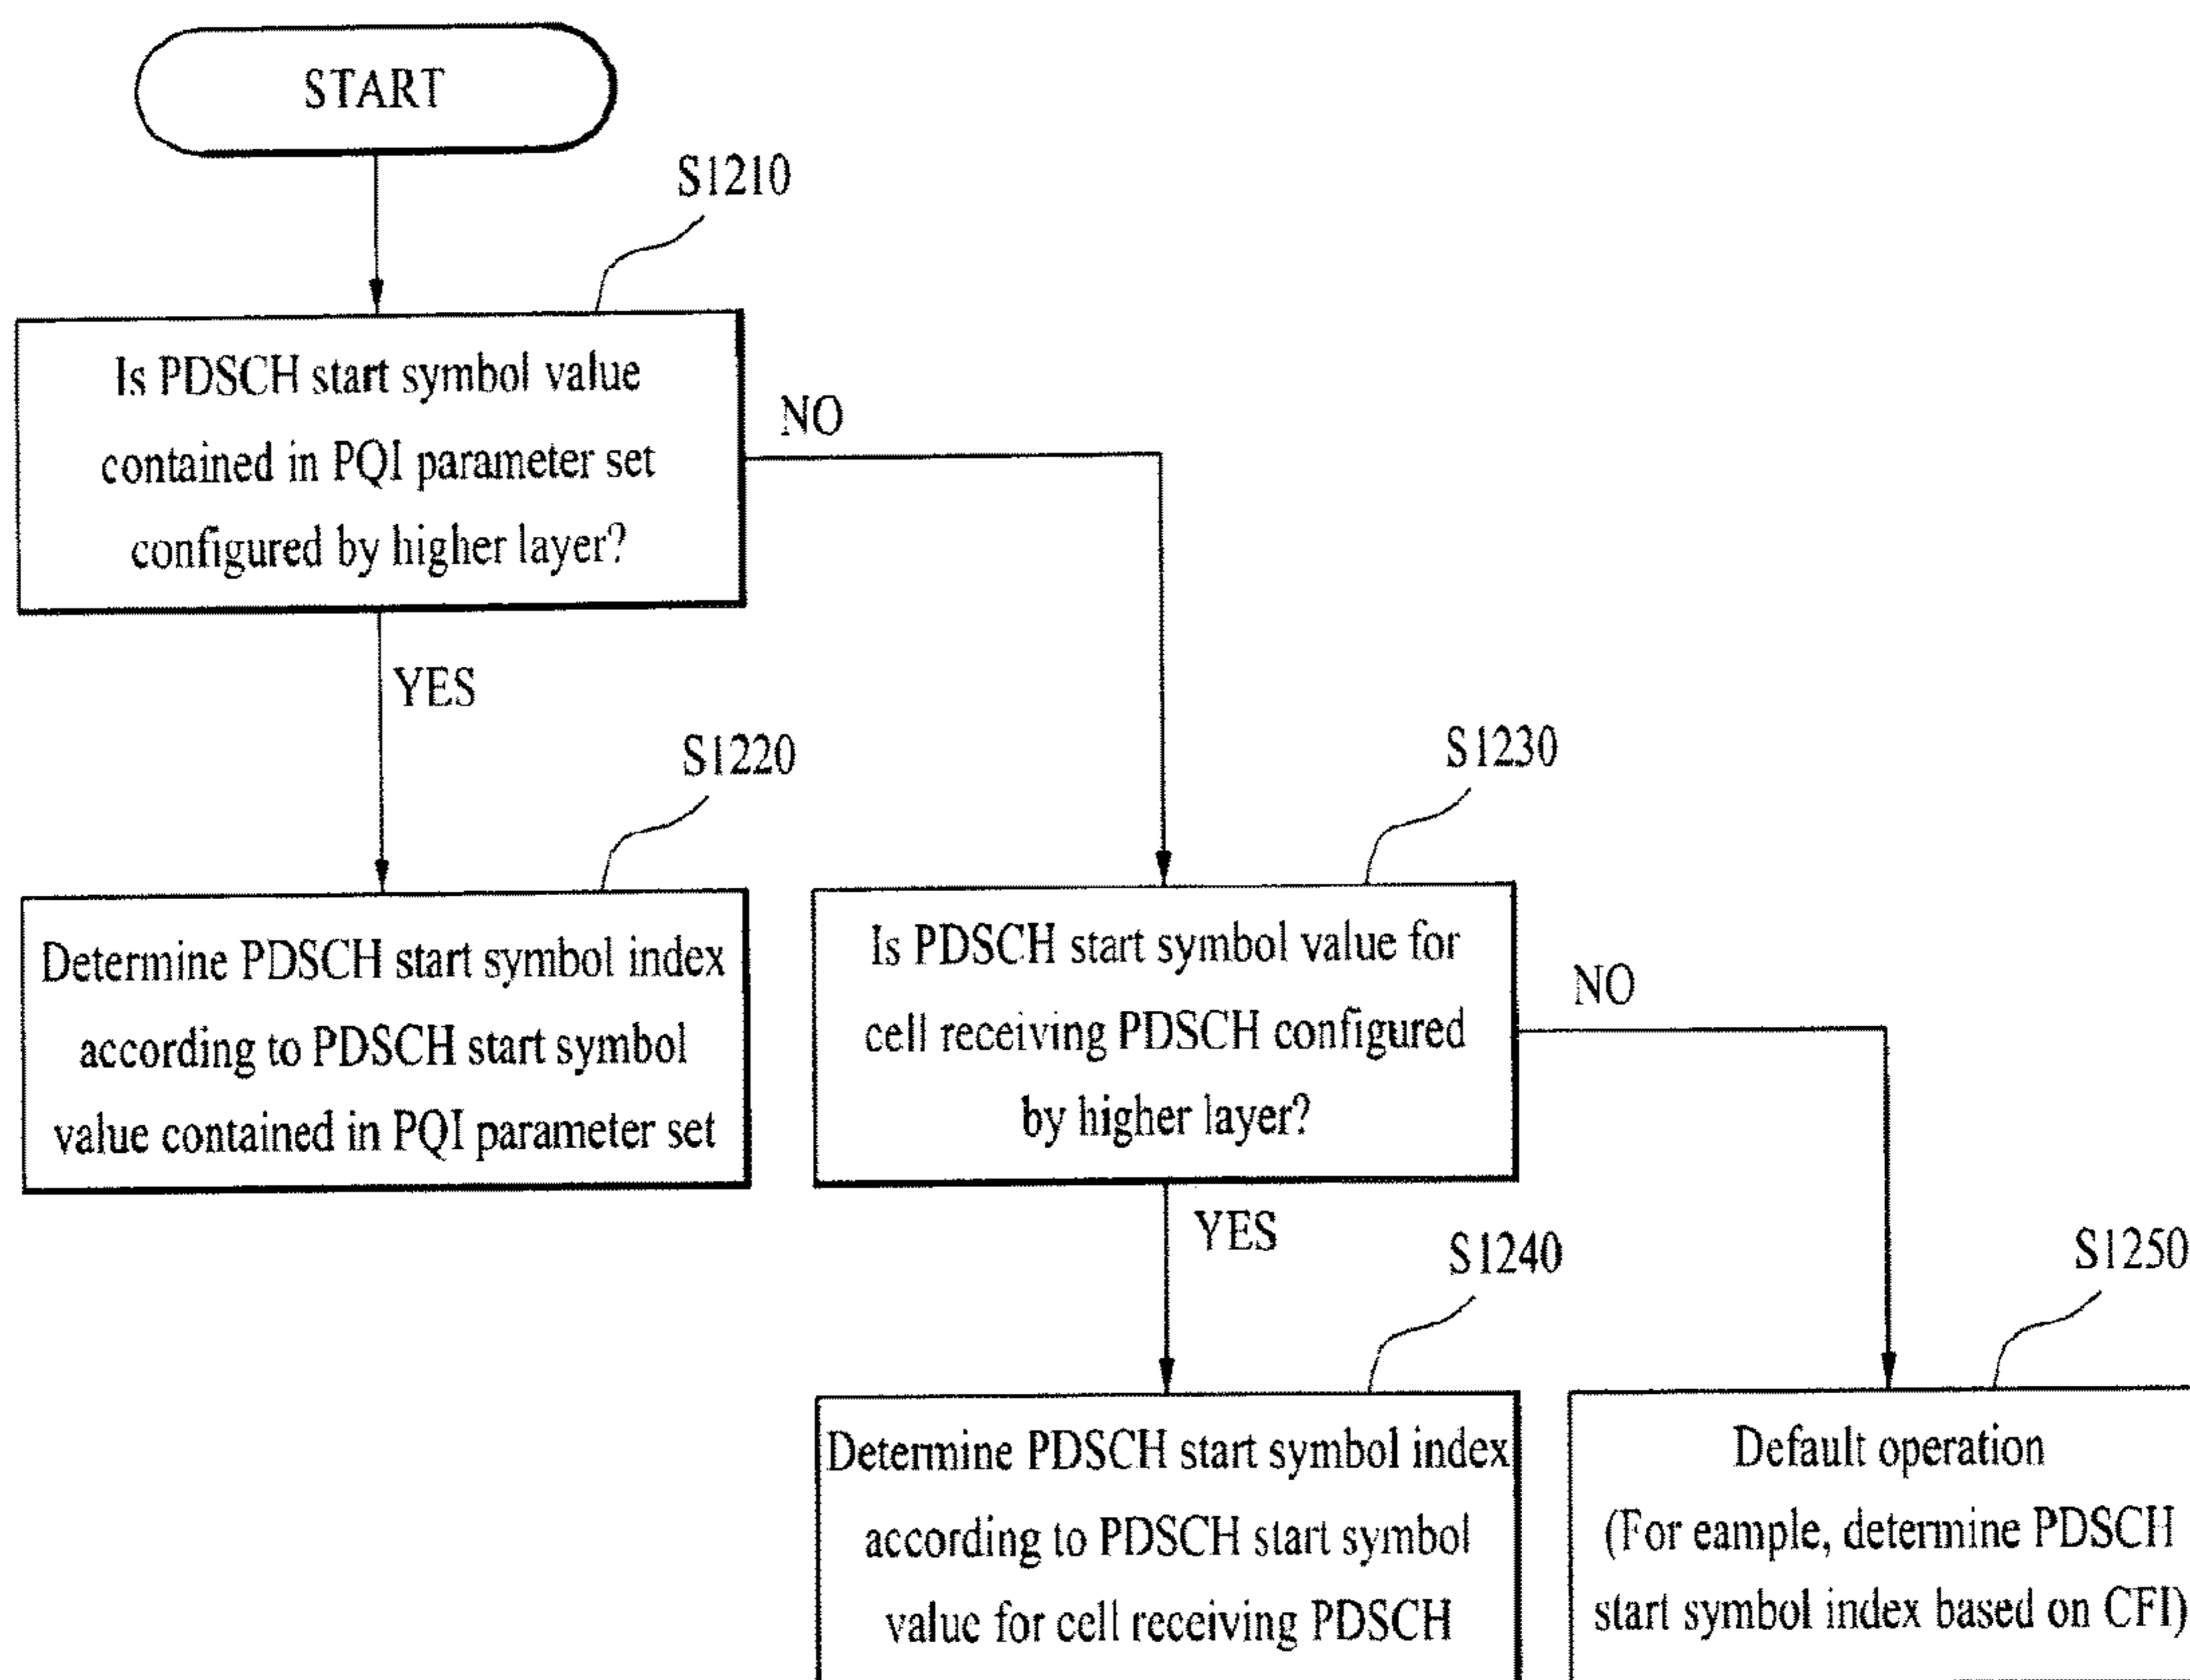 START
S1210
Is PDSCH start symbol value
contained in PQI parameter set
configured by higher layer?
NO
YES
S1220
Determine PDSCH start symbol index
according to PDSCH start symbol
value contained in PQI parameter set
S1230
Is PDSCH start symbol value for
cell receiving PDSCH configured
by higher layer?
NO
YES
S1240
Determine PDSCH start symbol index
according to PDSCH start symbol
value for cell receiving PDSCH
S1250
Default operation
(For eample, determine PDSCH
start symbol index based on CFI)